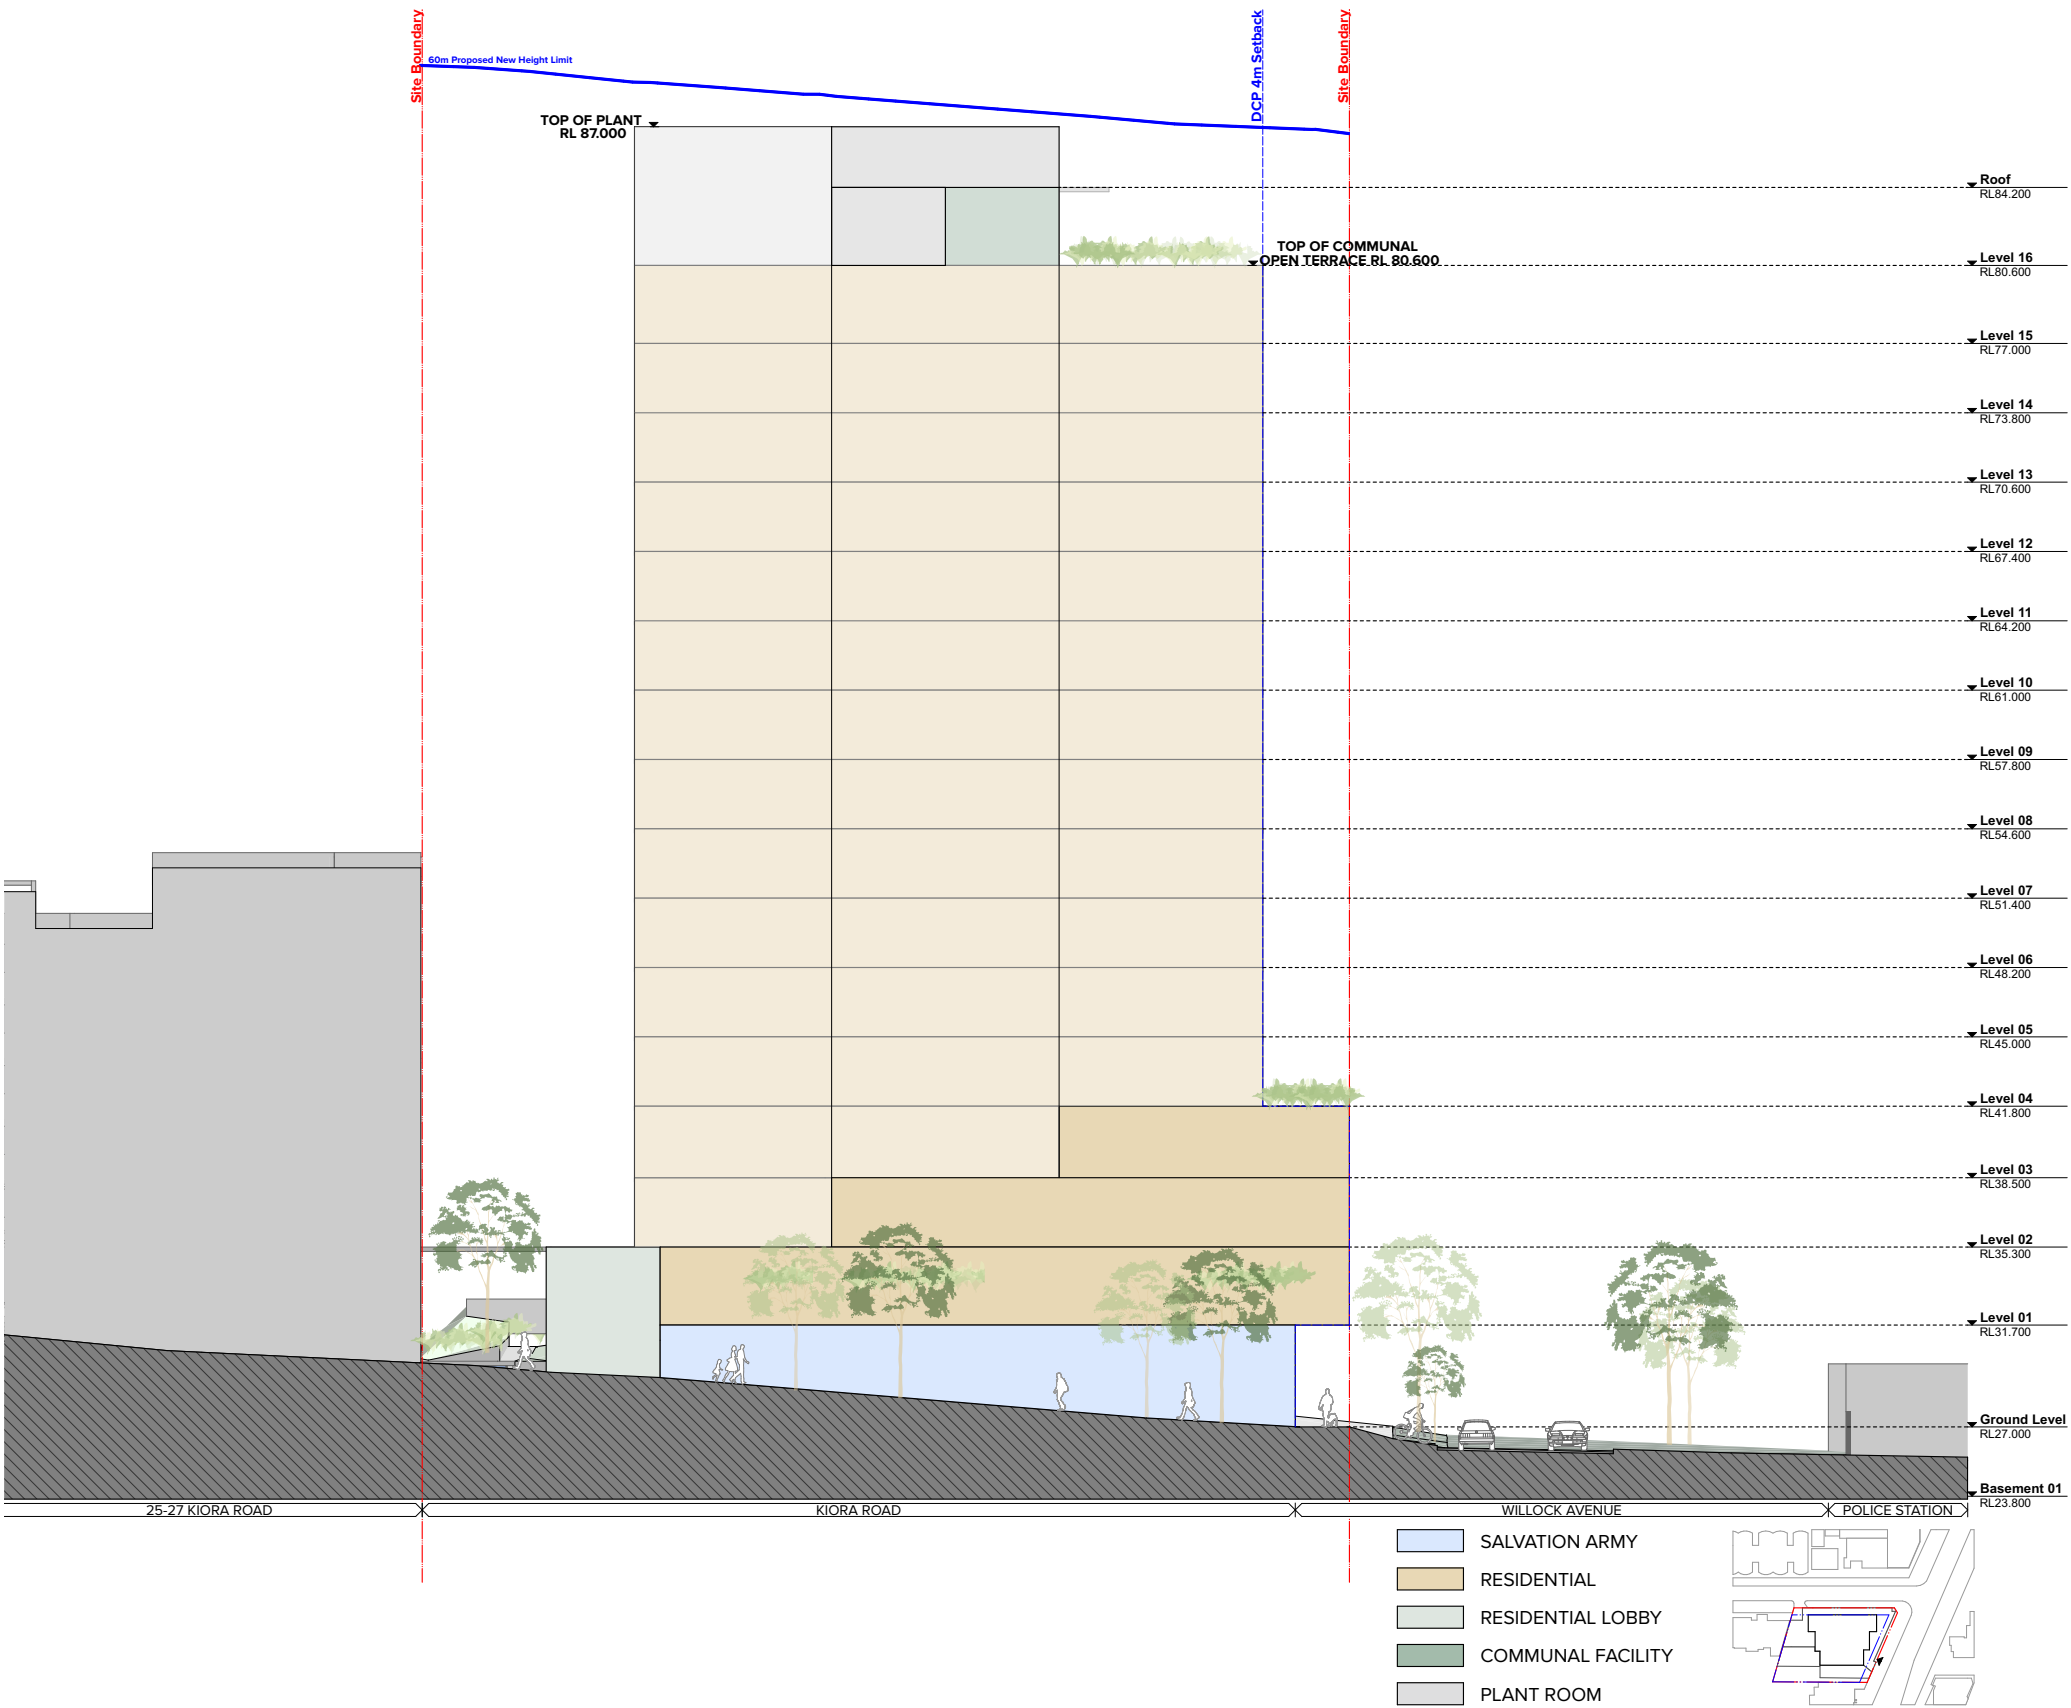 Site Boundary
60m Proposed New Height Limit
DCP 4m Setback
Site Boundary
TOP OF PLANT
RL 87.000
Roof
RL84.200
TOP OF COMMUNAL
OPEN TERRACE RL 80.600
Level 16
RL80.600
Level 15
RL77.000
Level 14
RL73.800
Level 13
RL70.600
Level 12
RL67.400
Level 11
RL64.200
Level 10
RL61.000
Level 09
RL57.800
Level 08
RL54.600
Level 07
RL51.400
Level 06
RL48.200
Level 05
RL45.000
Level 04
RL41.800
Level 03
RL38.500
Level 02
RL35.300
Level 01
RL31.700
Ground Level
RL27.000
Basement 01
RL23.800
25-27 KIORA ROAD
KIORA ROAD
WILLOCK AVENUE
POLICE STATION
SALVATION ARMY
RESIDENTIAL
RESIDENTIAL LOBBY
COMMUNAL FACILITY
PLANT ROOM